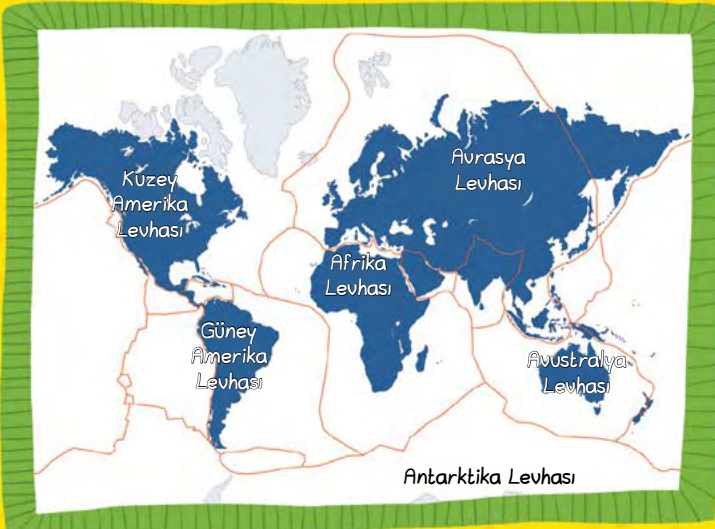 Kuzey
Amerika
Levhası
Avrasya
Levhası
Afrika
Levhası
Güney
Amerika
Levhası
Avustralya
Levhası
Antarktika Levhası